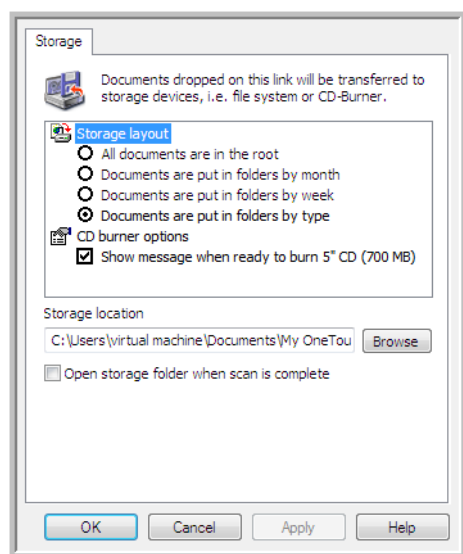 Storage
Documents dropped on this link will be transferred to
storage devices, i.e. file system or CD-Burner.
Storage layout
All documents are in the root
Documents are put in folders by month
Documents are put in folders by week
Documents are put in folders by type
CD burner options
Show message when ready to burn 5" CD (700 MB)
Storage location
C:\Users\virtual machine\Documents\My OneTou Browse
Open storage folder when scan is complete
OK Cancel Apply Help